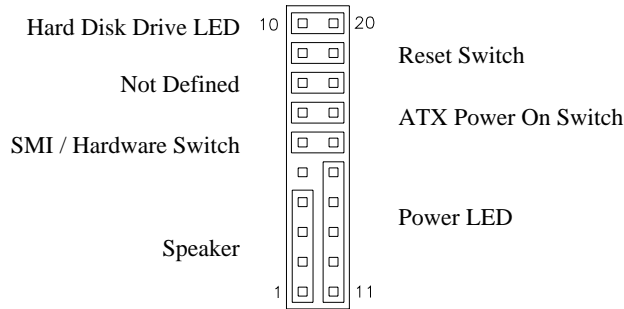 Hard Disk Drive LED
10
20
Reset Switch
Not Defined
ATX Power On Switch
SMI / Hardware Switch
Power LED
Speaker
1
11